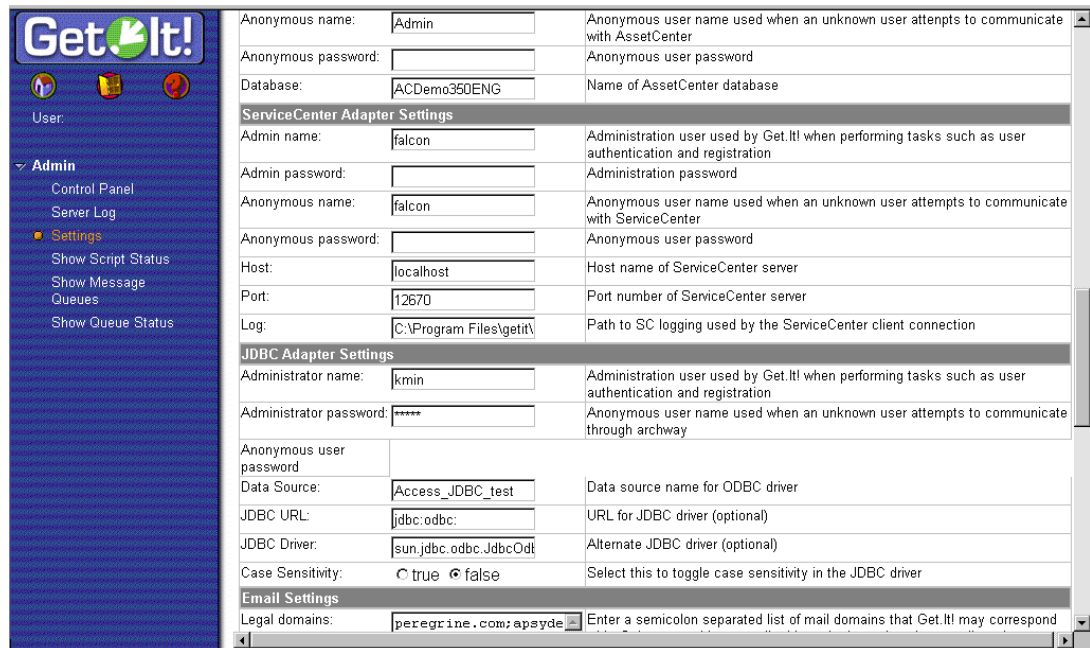 Get.It!
User:
Admin
Control Panel
Server Log
Settings
Show Script Status
Show Message
Queues
Show Queue Status
Anonymous name: Admin Anonymous user name used when an unknown user attenpts to communicate
with AssetCenter
Anonymous password: Anonymous user password
Database: ACDemo350ENG Name of AssetCenter database
ServiceCenter Adapter Settings
Admin name: falcon Administration user used by Get.It! when performing tasks such as user
authentication and registration
Admin password: Administration password
Anonymous name: falcon Anonymous user name used when an unknown user attempts to communicate
with ServiceCenter
Anonymous password: Anonymous user password
Host: localhost Host name of ServiceCenter server
Port: 12670 Port number of ServiceCenter server
Log: C:\Program Files\getit\ Path to SC logging used by the ServiceCenter client connection
JDBC Adapter Settings
Administrator name: kmin Administration user used by Get.It! when performing tasks such as user
authentication and registration
Administrator password: ***** Anonymous user name used when an unknown user attempts to communicate
through archway
Anonymous user
password
Data Source: Access_JDBC_test Data source name for ODBC driver
JDBC URL: jdbc:odbc: URL for JDBC driver (optional)
JDBC Driver: sun.jdbc.odbc.JdbcOdb Alternate JDBC driver (optional)
Case Sensitivity: true false Select this to toggle case sensitivity in the JDBC driver
Email Settings
Legal domains: peregrine.com;apsyde Enter a semicolon separated list of mail domains that Get.It! may correspond